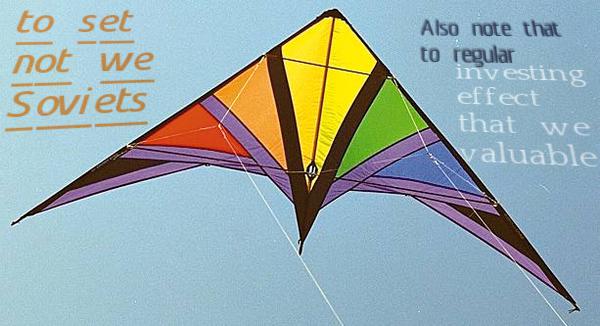 to set
not we
Soviets
Also note that
to regular
investing
effect
that we
valuable